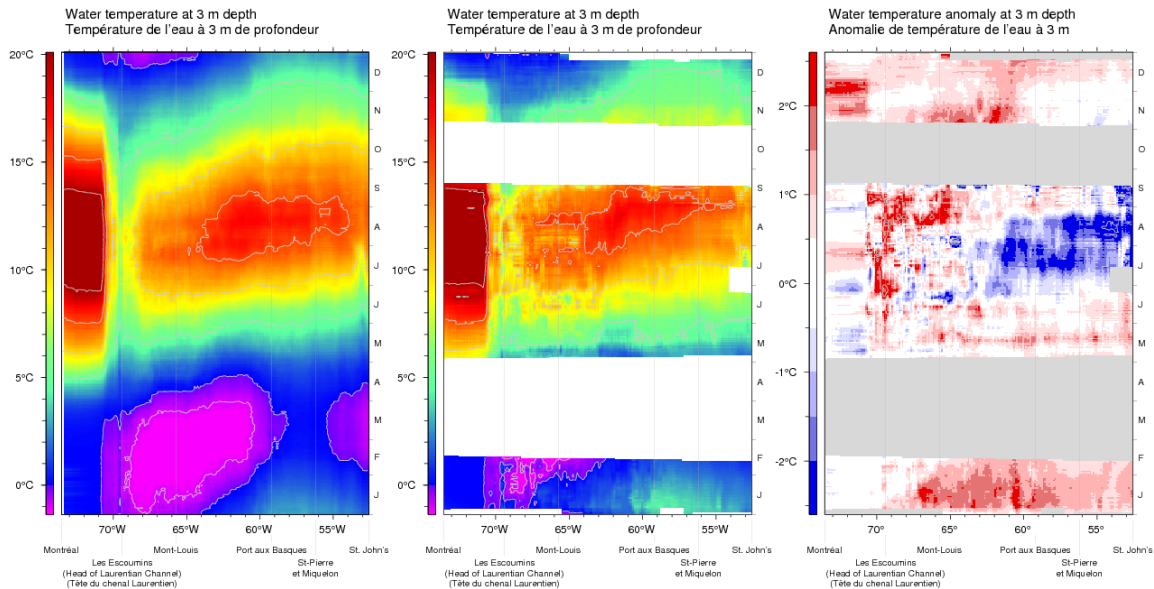 Water temperature at 3 m depth
Température de l'eau à 3 m de profondeur
20°C
15°C
10°C
5°C
0°C
D
N
O
S
A
J
J
M
A
M
F
J
70°W
65°W
60°W
55°W
Montréal
Mont-Louis
Port aux Basques
St. John's
Les Escoumins
(Head of Laurentian Channel)
(Tête du chenal Laurentien)
St-Pierre
et Miquelon
Water temperature at 3 m depth
Température de l'eau à 3 m de profondeur
20°C
15°C
10°C
5°C
0°C
D
N
O
S
A
J
J
M
A
M
F
J
70°W
65°W
60°W
55°W
Montréal
Mont-Louis
Port aux Basques
St. John's
Les Escoumins
(Head of Laurentian Channel)
(Tête du chenal Laurentien)
St-Pierre
et Miquelon
Water temperature anomaly at 3 m depth
Anomalie de température de l'eau à 3 m
2°C
1°C
0°C
-1°C
-2°C
D
N
O
S
A
J
J
M
A
M
F
J
70°
65°
60°
55°
Montréal
Mont-Louis
Port aux Basques
St. John's
Les Escoumins
(Head of Laurentian Channel)
(Tête du chenal Laurentien)
St-Pierre
et Miquelon